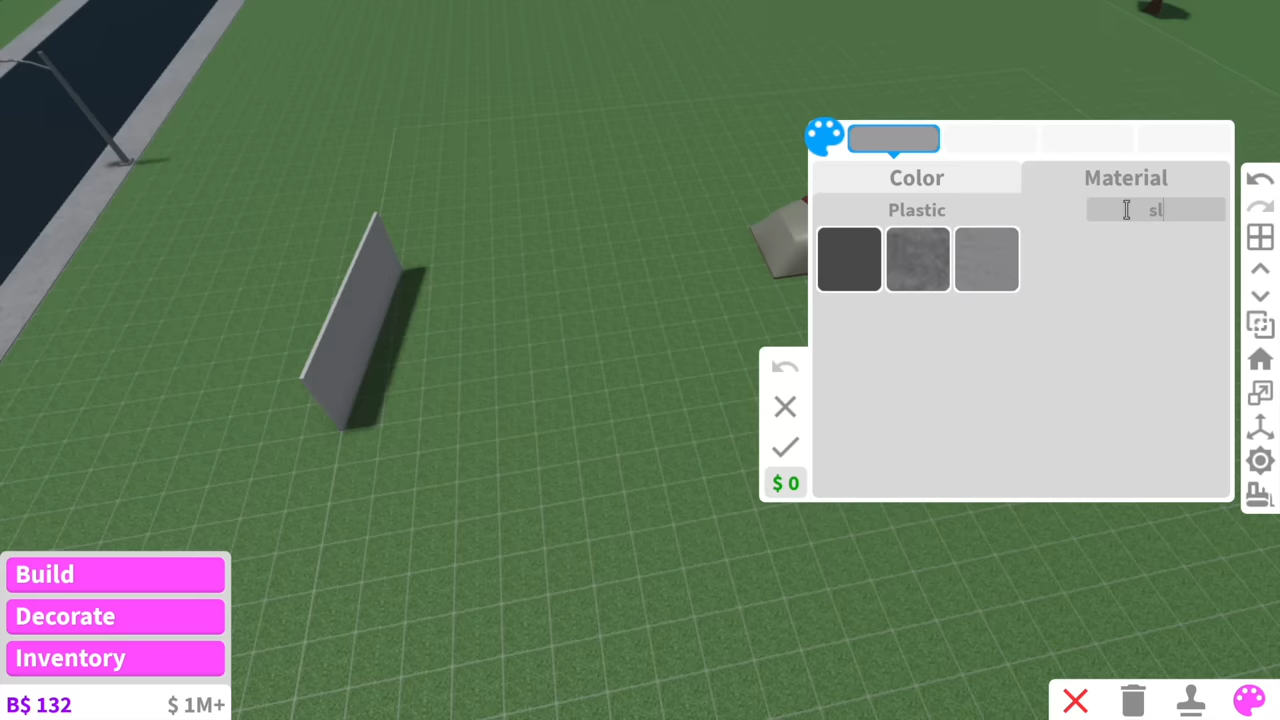 Color
Material
Plastic
sl
$ 0
Build
Decorate
Inventory
B$ 132
$ 1M+